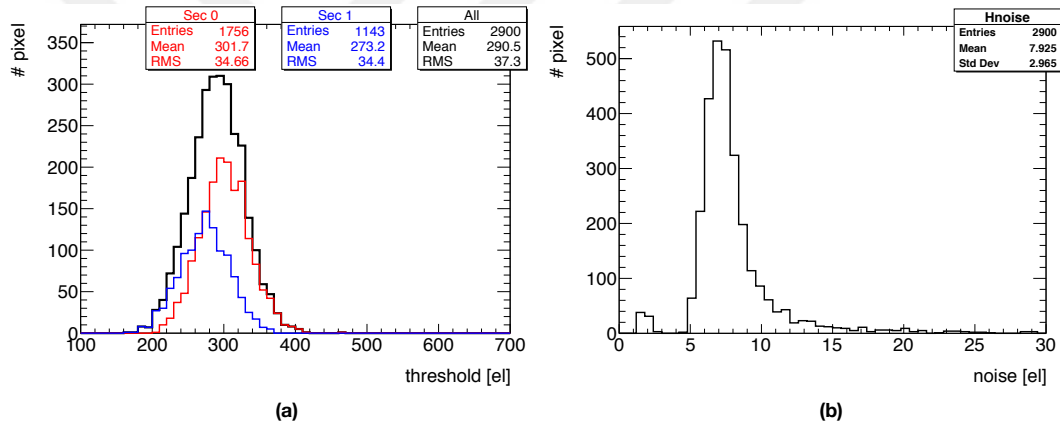 Sec 0
Entries 1756
Mean 301.7
RMS 34.66
Sec 1
Entries 1143
Mean 273.2
RMS 34.4
All
Entries 2900
Mean 290.5
RMS 37.3
# pixel
350
300
250
200
150
100
50
0
100 200 300 400 500 600 700
threshold [el]
(a)
Hnoise
Entries 2900
Mean 7.925
Std Dev 2.965
# pixel
500
400
300
200
100
0
0 5 10 15 20 25 30
noise [el]
(b)